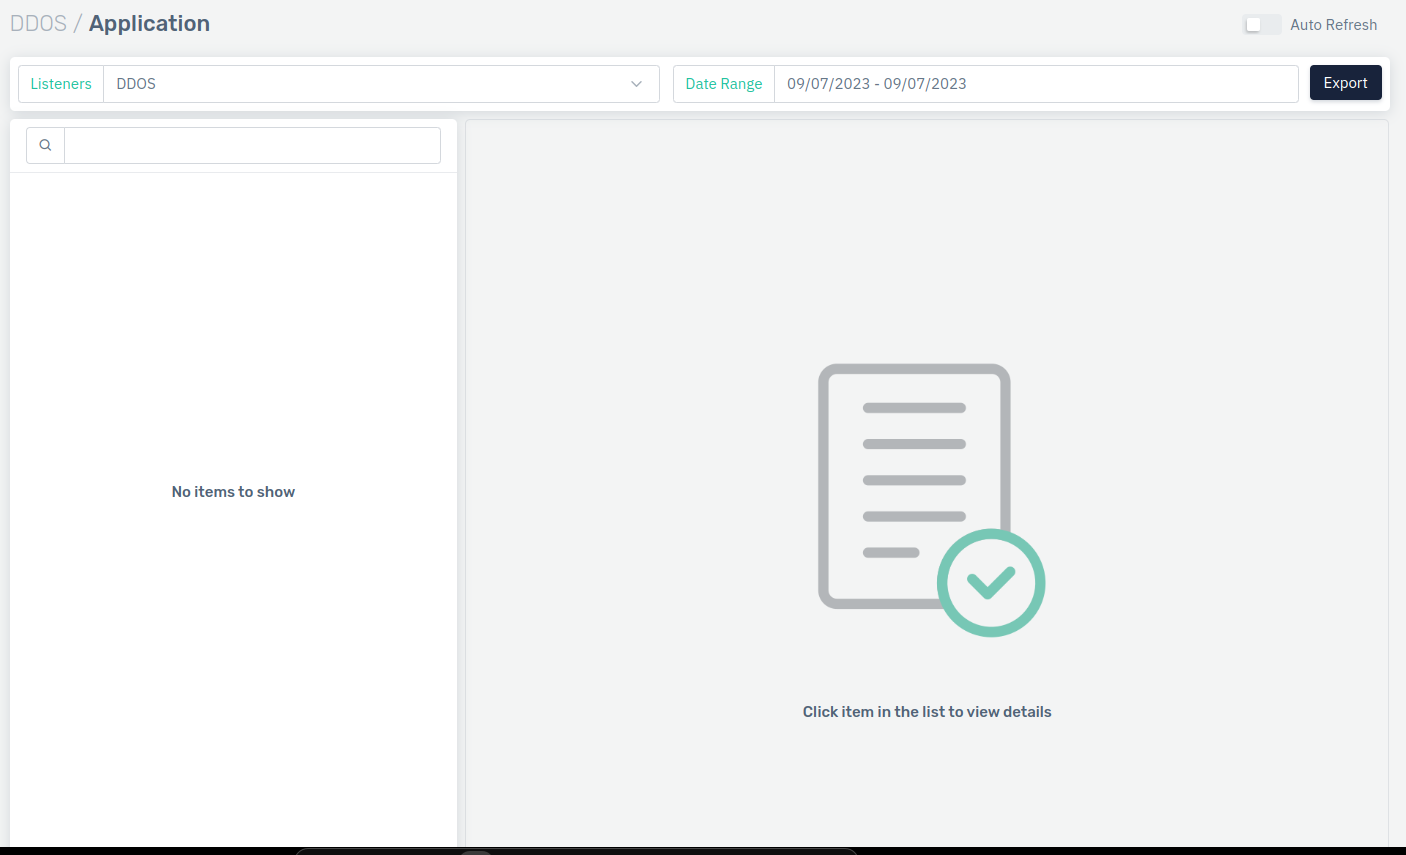 DDOS / Application
Auto Refresh
Listeners
DDOS
Date Range
09/07/2023 - 09/07/2023
Export
No items to show
Click item in the list to view details